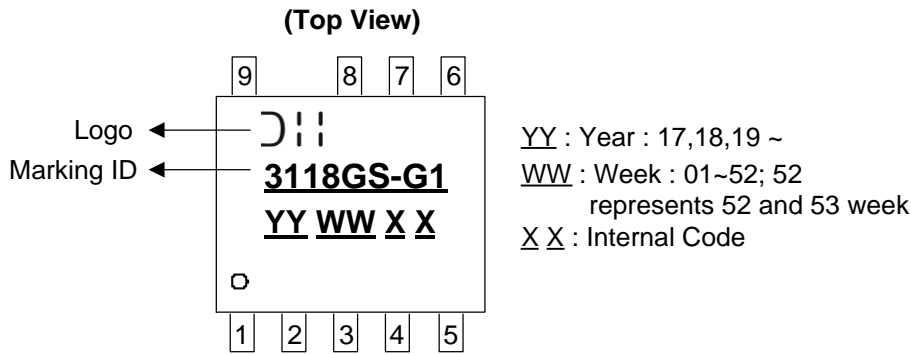 (Top View)
9 8 7 6
Logo
Marking ID
3118GS-G1
YY WW X X
1 2 3 4 5
YY : Year : 17,18,19 ~
WW : Week : 01~52; 52
represents 52 and 53 week
X X : Internal Code